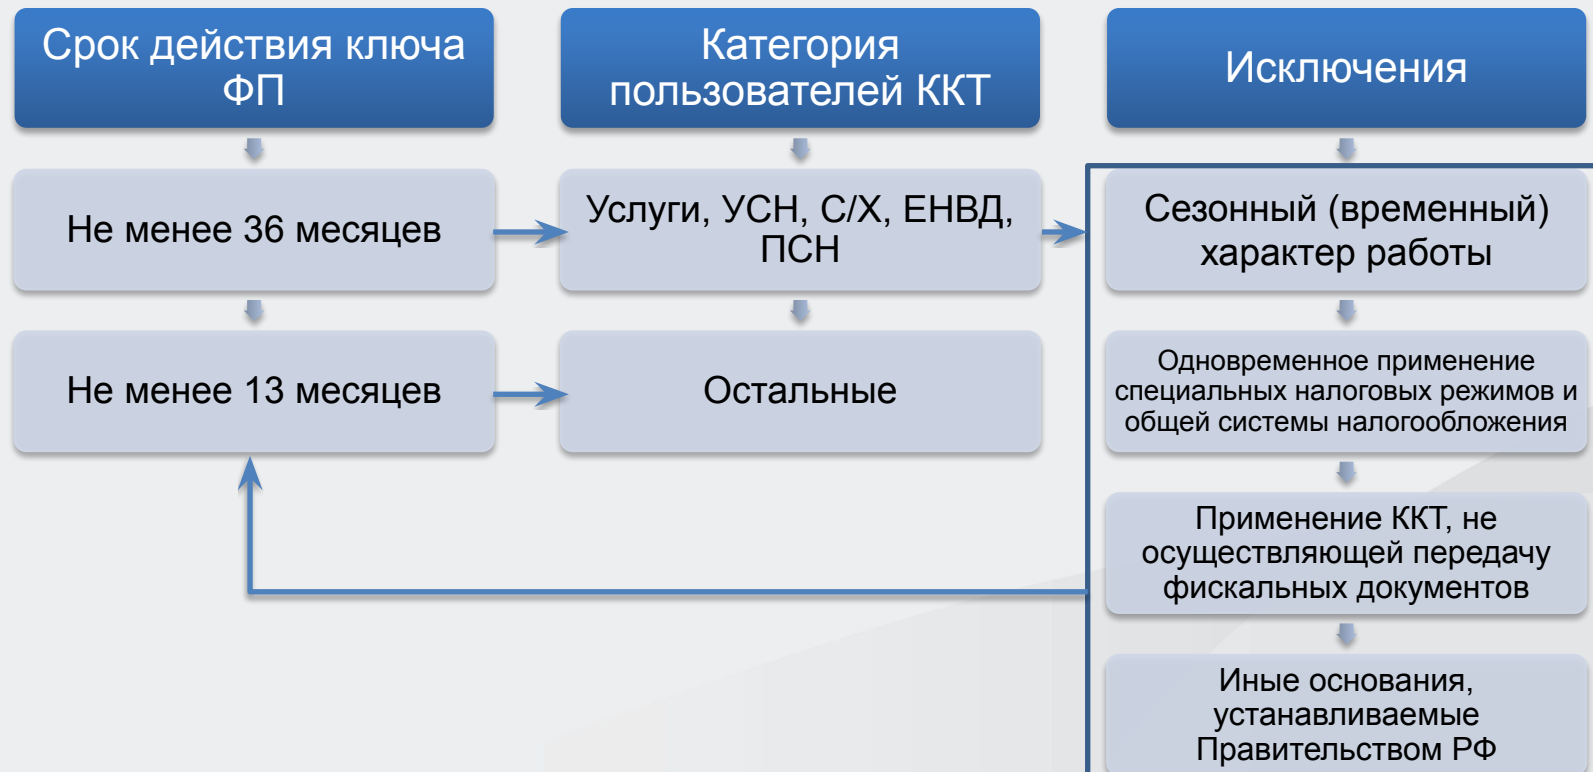 Срок действия ключа
ФП
Категория
пользователей ККТ
Исключения
Не менее 36 месяцев
Услуги, УСН, С/Х, ЕНВД,
ПСН
Сезонный (временный)
характер работы
Не менее 13 месяцев
Остальные
Одновременное применение
специальных налоговых режимов и
общей системы налогообложения
Применение ККТ, не
осуществляющей передачу
фискальных документов
Иные основания,
устанавливаемые
Правительством РФ